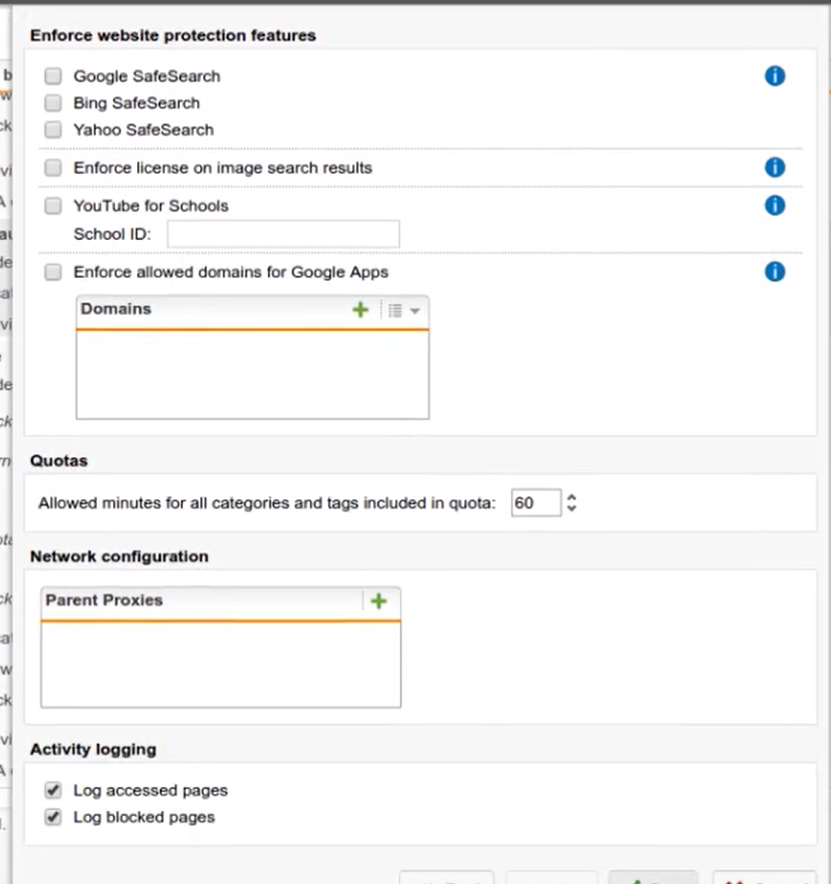 Enforce website protection features
Google SafeSearch
Bing SafeSearch
Yahoo SafeSearch
Enforce license on image search results
YouTube for Schools
School ID:
Enforce allowed domains for Google Apps
Domains
Quotas
Allowed minutes for all categories and tags included in quota: 60
Network configuration
Parent Proxies
Activity logging
Log accessed pages
Log blocked pages